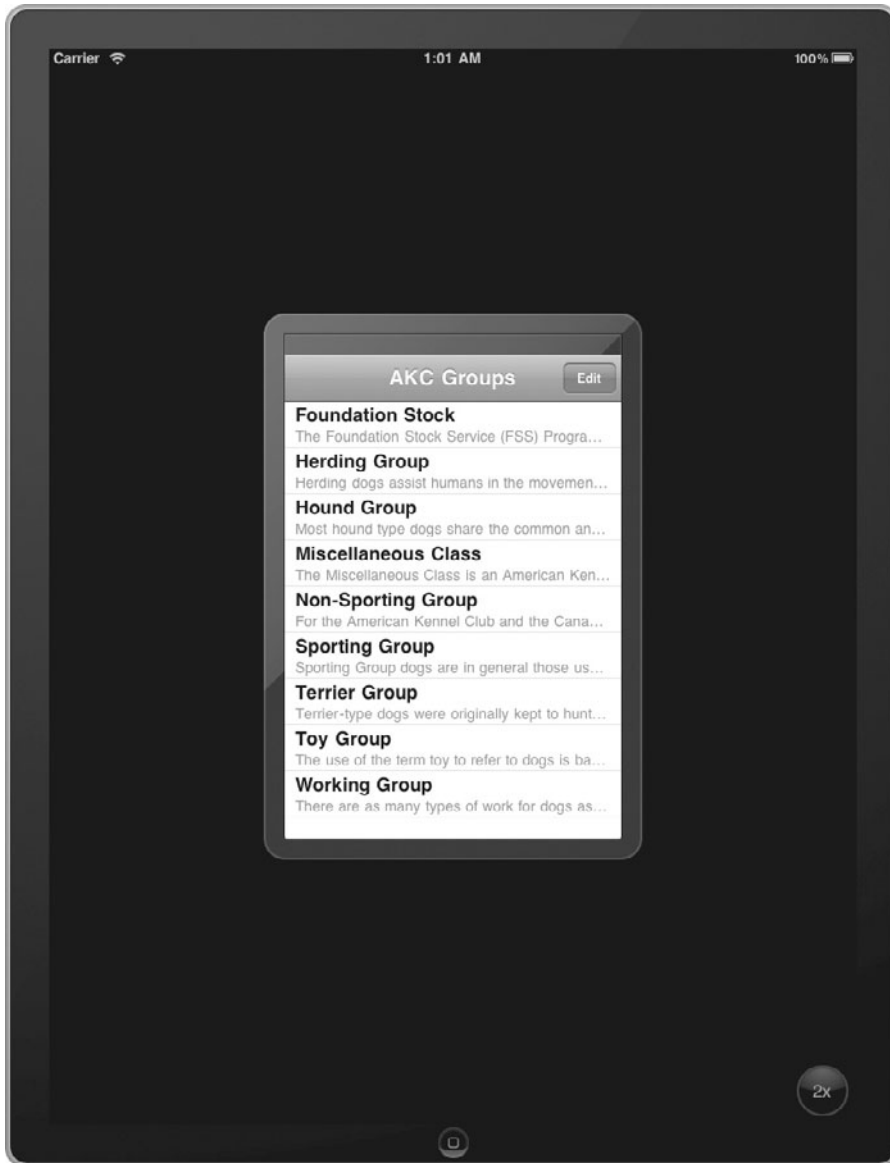 Carrier 1:01 AM 100%
AKC Groups Edit
Foundation Stock
The Foundation Stock Service (FSS) Progra...
Herding Group
Herding dogs assist humans in the movemen...
Hound Group
Most hound type dogs share the common an...
Miscellaneous Class
The Miscellaneous Class is an American Ken...
Non-Sporting Group
For the American Kennel Club and the Cana...
Sporting Group
Sporting Group dogs are in general those us...
Terrier Group
Terrier-type dogs were originally kept to hunt...
Toy Group
The use of the term toy to refer to dogs is ba...
Working Group
There are as many types of work for dogs as...
2x